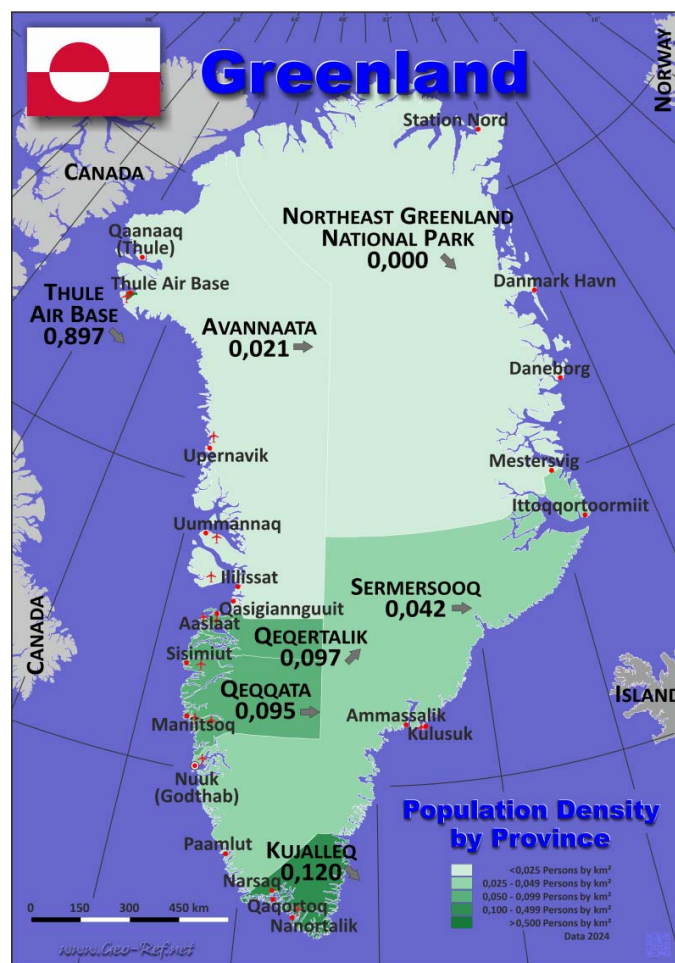 Greenland
NORWAY
Station Nord
CANADA
NORTHEAST GREENLAND
NATIONAL PARK
0,000
Qaanaaq
(Thule)
Thule Air Base
THULE
AIR BASE
0,897
Danmark Havn
AVANNAATA
0,021
Daneborg
Upernavik
Mestersvig
Ittoqqortoormiit
Uummannaq
Ililissat
SERMERSOOQ
0,042
Qasigiannguuit
Aaslaat
QEQERTALIK
0,097
CANADA
Sisimiut
QEQQATA
0,095
ISLAND
Maniitsoq
Ammassalik
Kulusuk
Nuuk
(Godthab)
Population Density
by Province
Paamlut
KUJALLEQ
0,120
<0,025 Persons by km²
0,025 - 0,049 Persons by km²
0,050 - 0,099 Persons by km²
0,100 - 0,499 Persons by km²
>0,500 Persons by km²
Data 2024
Narsaq
Qaqortoq
Nanortalik
0 150 300 450 km
www.Geo-Ref.net